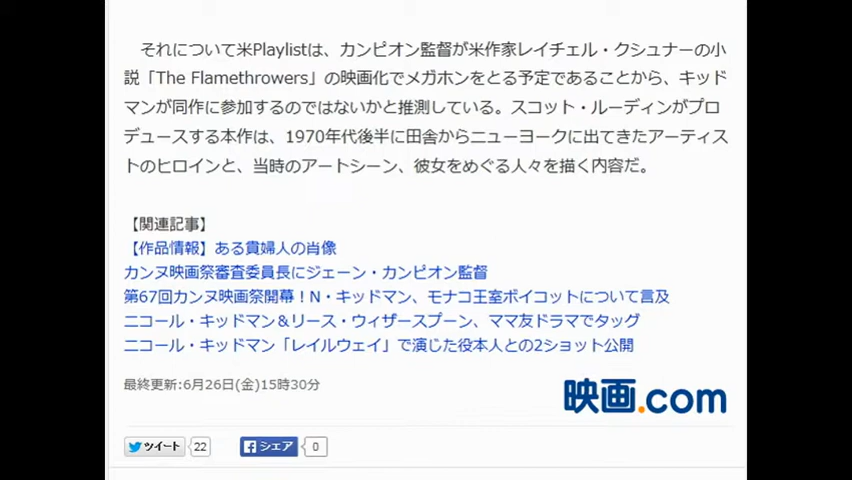 それについて米Playlistは、カンピオン監督が米作家レイチェル・クシュナーの小
説「The Flamethrowers」の映画化でメガホンをとる予定であることから、キッド
マンが同作に参加するのではないかと推測している。スコット・ルーディンがプロ
デュースする本作は、1970年代後半に田舎からニューヨークに出てきたアーティス
トのヒロインと、当時のアートシーン、彼女をめぐる人々を描く内容だ。
【関連記事】
【作品情報】ある貴婦人の肖像
カンヌ映画祭審査委員長にジェーン・カンピオン監督
第67回カンヌ映画祭開幕！N・キッドマン、モナコ王室ボイコットについて言及
ニコール・キッドマン＆リース・ウィザースプーン、ママ友ドラマでタッグ
ニコール・キッドマン「レイルウェイ」で演じた役本人との2ショット公開
最終更新:6月26日(金)15時30分
映画.com
ツイート 22 シェア 0